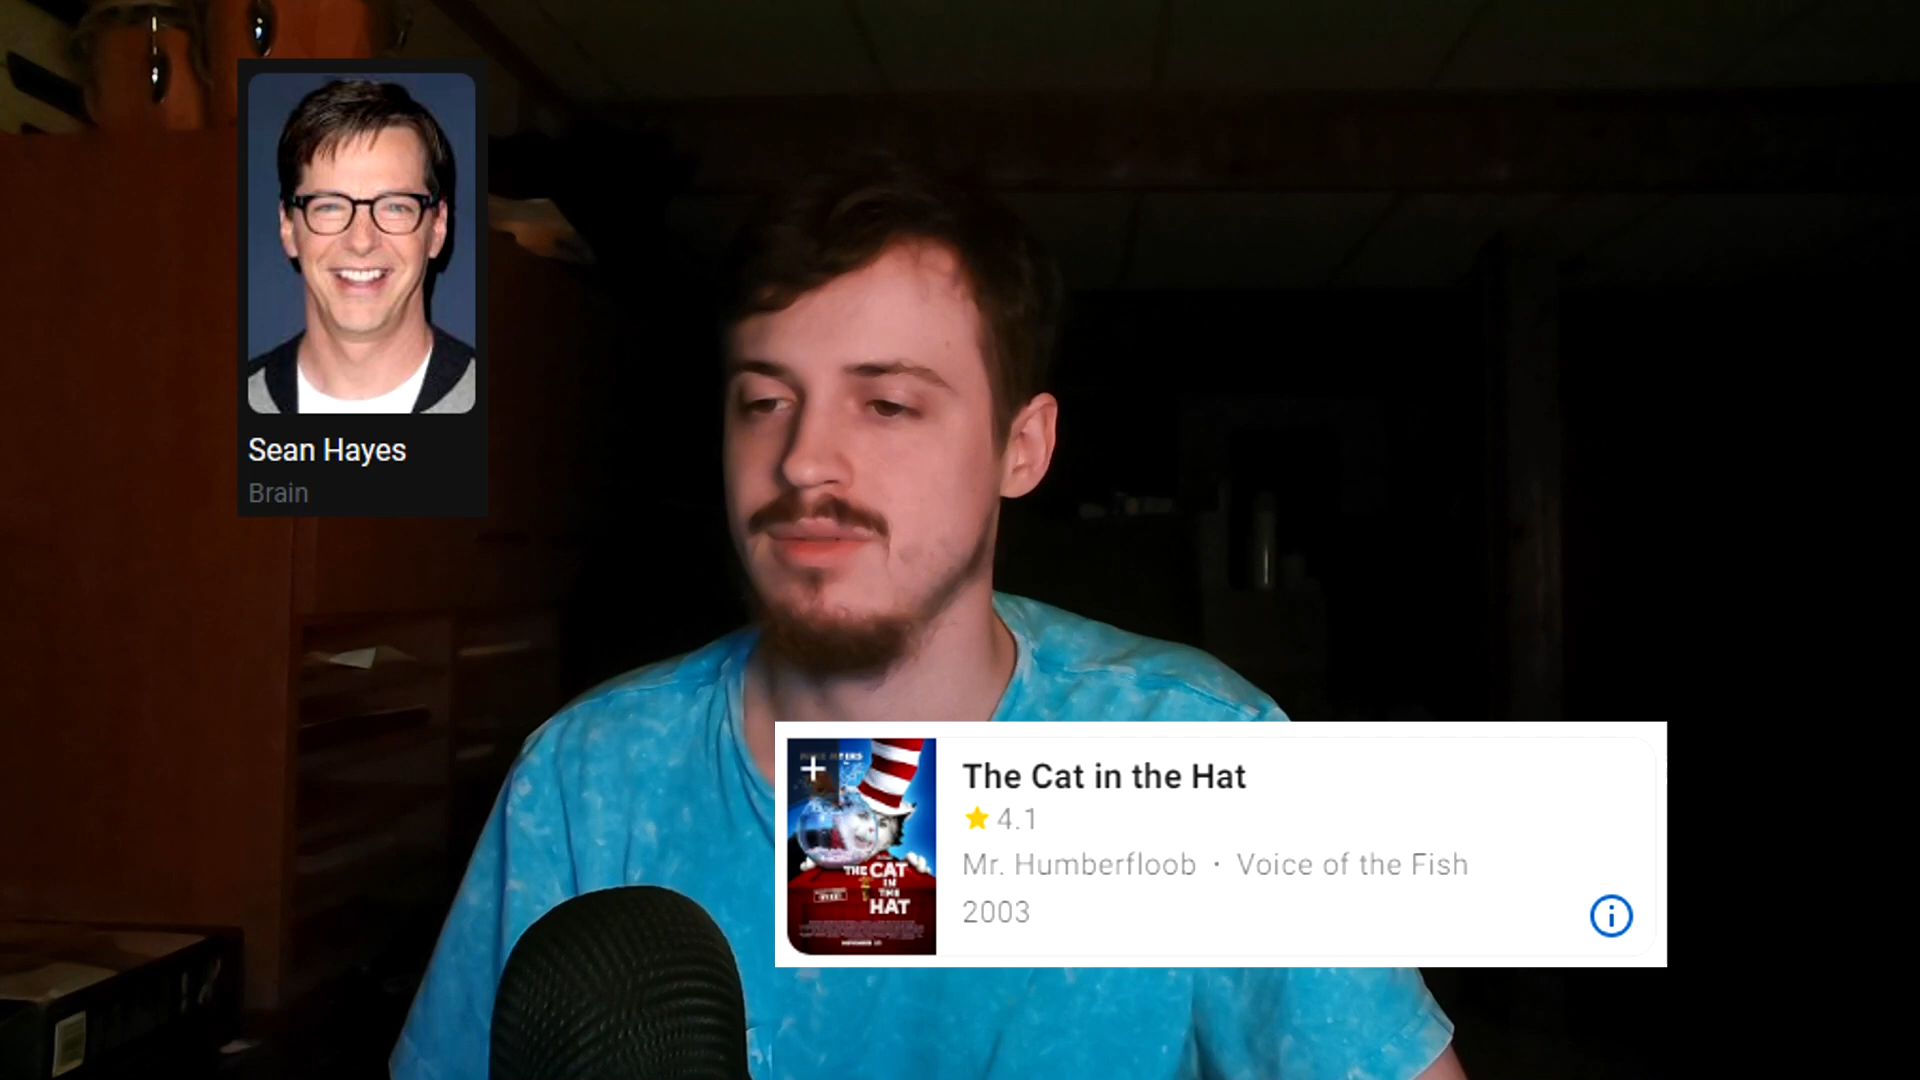 Sean Hayes
Brain
The Cat in the Hat
4.1
Mr. Humberfloob · Voice of the Fish
2003
THE CAT
IN
THE
HAT